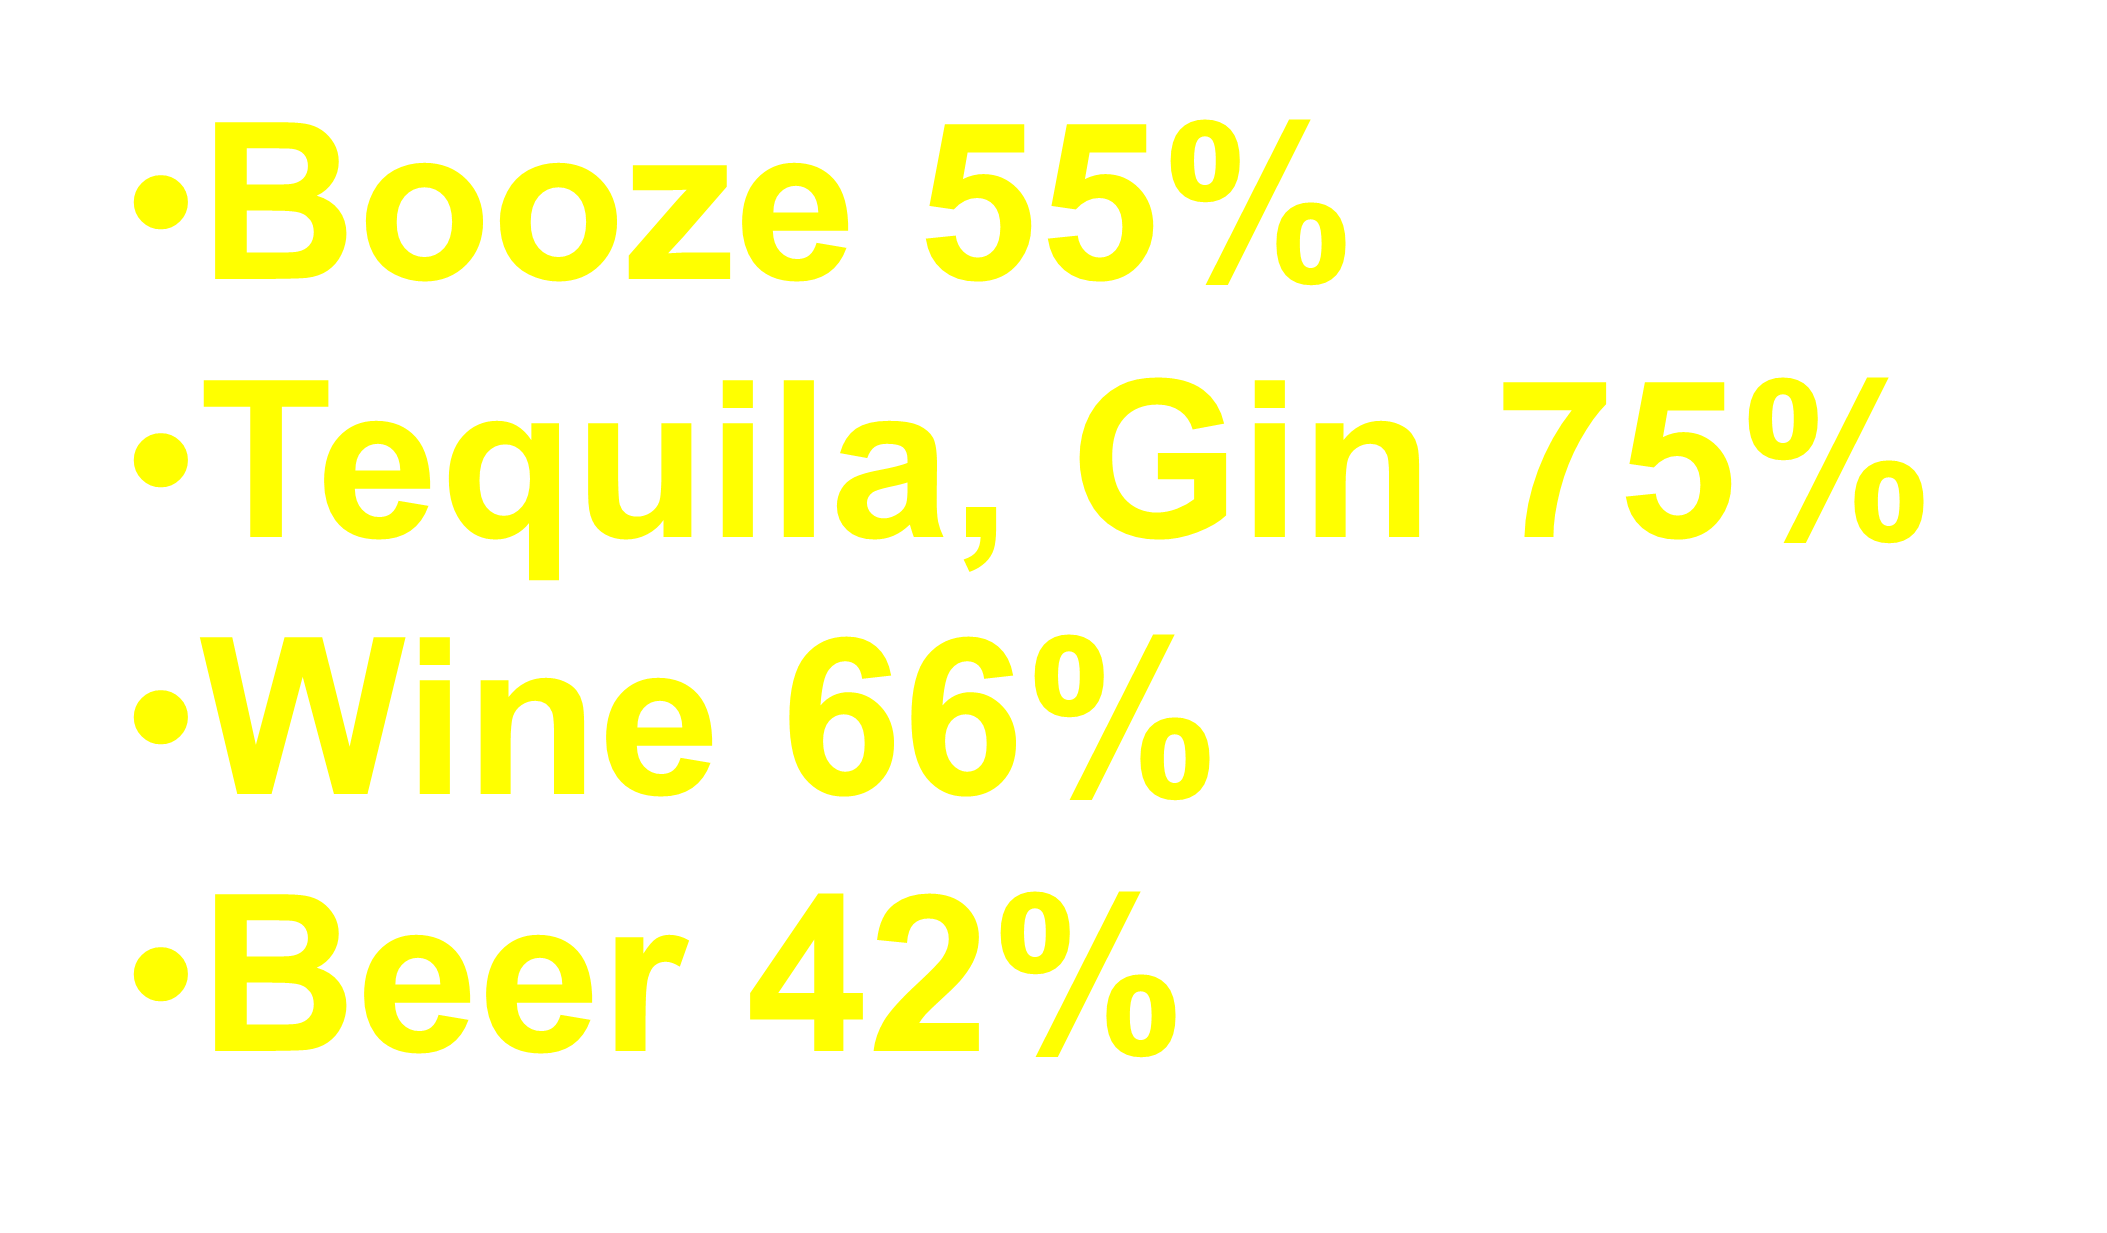 •Booze 55%
•Tequila, Gin 75%
•Wine 66%
•Beer 42%